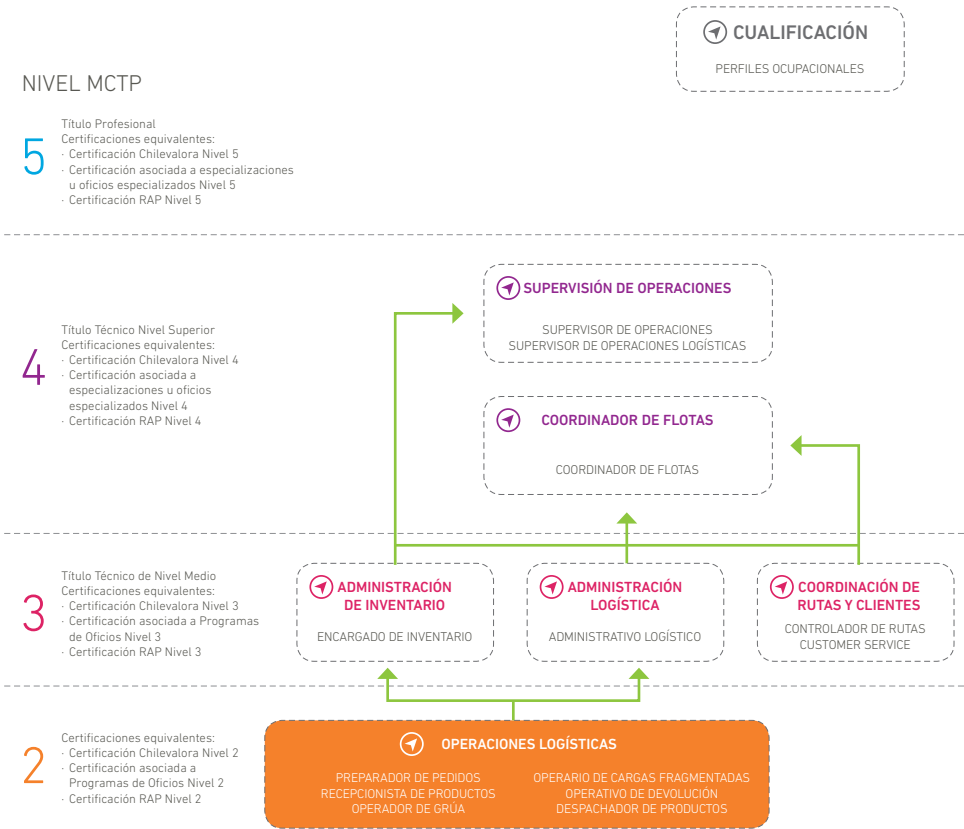 CUALIFICACIÓN
PERFILES OCUPACIONALES
NIVEL MCTP
5
Título Profesional
Certificaciones equivalentes:
· Certificación Chilevalora Nivel 5
· Certificación asociada a especializaciones
u oficios especializados Nivel 5
· Certificación RAP Nivel 5
SUPERVISIÓN DE OPERACIONES
SUPERVISOR DE OPERACIONES
SUPERVISOR DE OPERACIONES LOGÍSTICAS
4
Título Técnico Nivel Superior
Certificaciones equivalentes:
· Certificación Chilevalora Nivel 4
· Certificación asociada a
especializaciones u oficios
especializados Nivel 4
· Certificación RAP Nivel 4
COORDINADOR DE FLOTAS
COORDINADOR DE FLOTAS
3
Título Técnico de Nivel Medio
Certificaciones equivalentes:
· Certificación Chilevalora Nivel 3
· Certificación asociada a Programas
de Oficios Nivel 3
· Certificación RAP Nivel 3
ADMINISTRACIÓN
DE INVENTARIO
ENCARGADO DE INVENTARIO
ADMINISTRACIÓN
LOGÍSTICA
ADMINISTRATIVO LOGÍSTICO
COORDINACIÓN DE
RUTAS Y CLIENTES
CONTROLADOR DE RUTAS
CUSTOMER SERVICE
2
Certificaciones equivalentes:
· Certificación Chilevalora Nivel 2
· Certificación asociada a
Programas de Oficios Nivel 2
· Certificación RAP Nivel 2
OPERACIONES LOGÍSTICAS
PREPARADOR DE PEDIDOS
RECEPCIONISTA DE PRODUCTOS
OPERADOR DE GRÚA
OPERARIO DE CARGAS FRAGMENTADAS
OPERATIVO DE DEVOLUCIÓN
DESPACHADOR DE PRODUCTOS